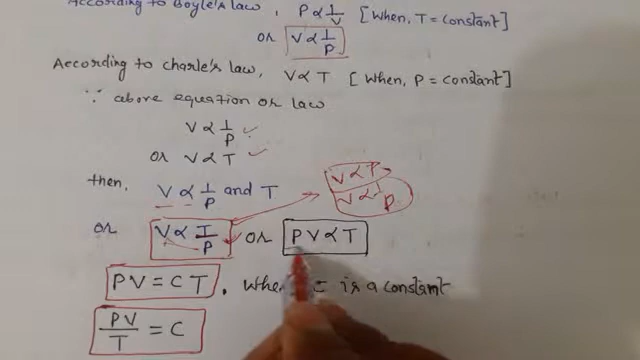 According to Boyle's law, P ∝ 1/V [When, T = Constant]
or V ∝ 1/P
According to charle's law, V ∝ T [When, P = Constant]
∵ above equation or law
V ∝ 1/P ✓
or V ∝ T ✓
then, V ∝ 1/P and T
V ∝ T
V ∝ 1/P
or V ∝ T/P or PV ∝ T
PV = CT . Where is a constant
PV/T = C